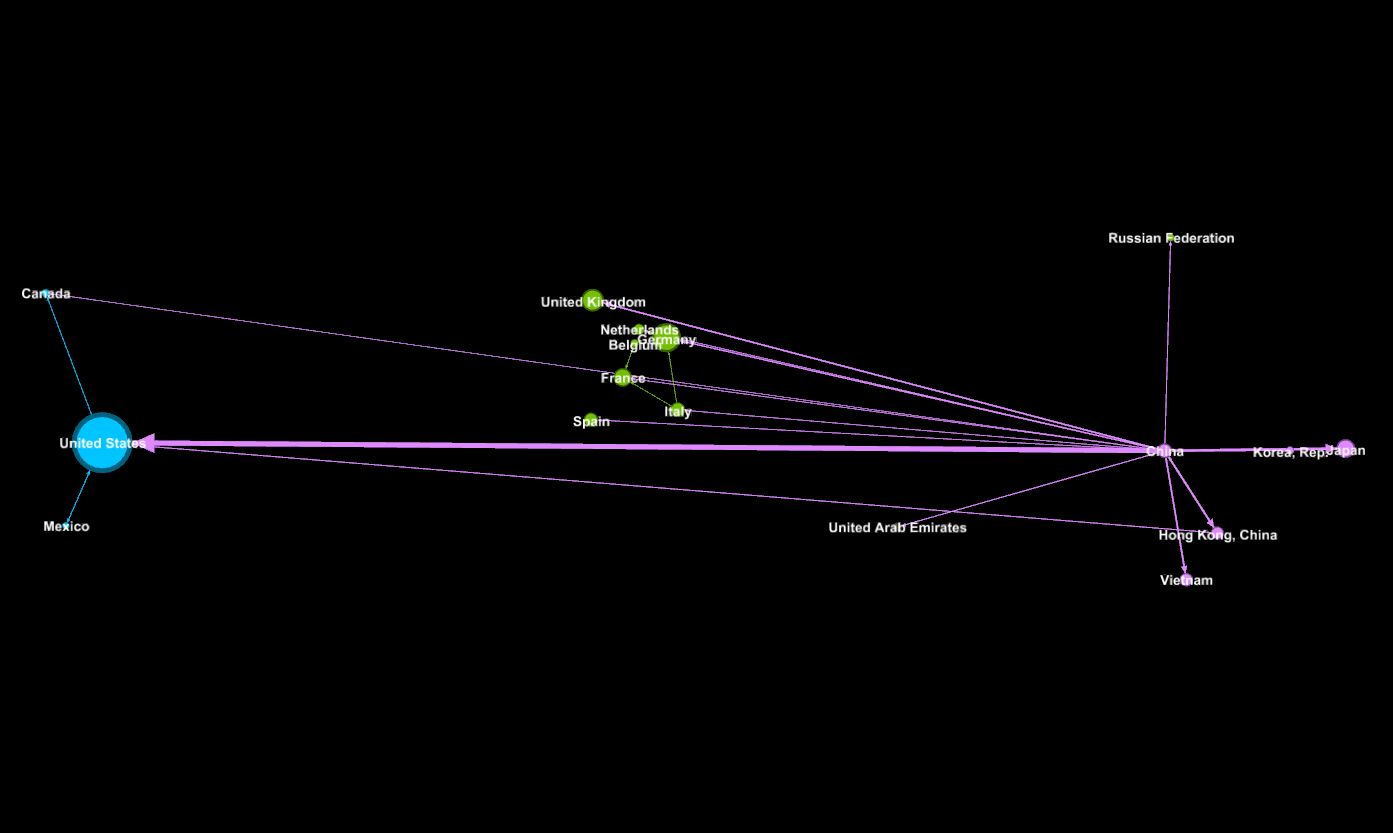 Russian Federation
Canada
United Kingdom
Netherlands
Germany
Belgium
France
Italy
Spain
United States
China
Korea, Rep.
Japan
Mexico
United Arab Emirates
Hong Kong, China
Vietnam